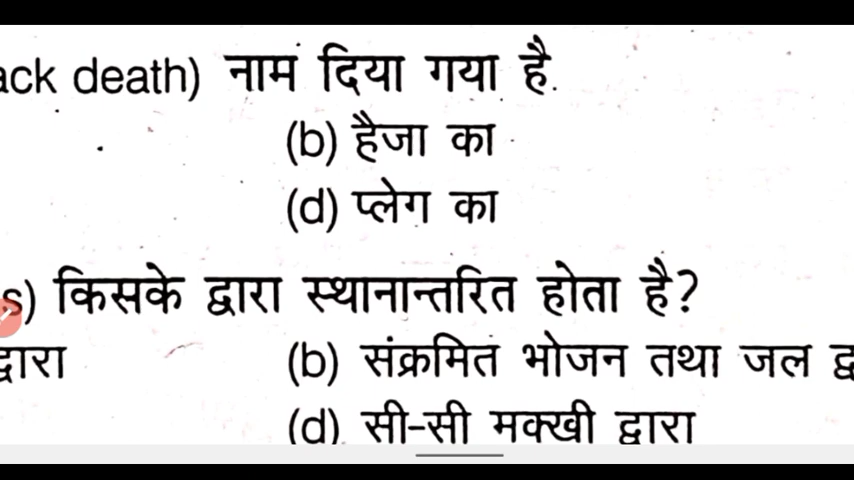 ack death) नाम दिया गया है.
(b) हैजा का
(d) प्लेग का
s) किसके द्वारा स्थानान्तरित होता है?
द्वारा (b) संक्रमित भोजन तथा जल द्व
(d) सी-सी मक्खी द्वारा